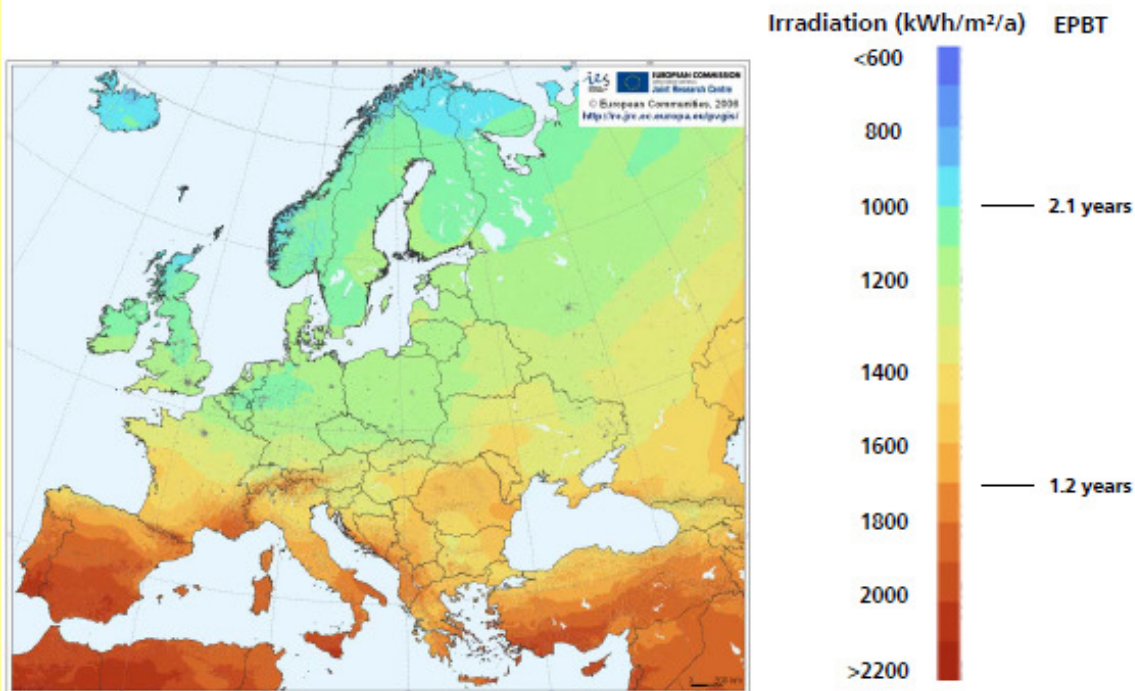 Irradiation (kWh/m²/a) EPBT
<600
800
1000
2.1 years
1200
1400
1600
1.2 years
1800
2000
>2200
EUROPEAN COMMISSION
Joint Research Centre
© European Communities, 2006
http://re.jrc.ec.europa.eu/pvgis/